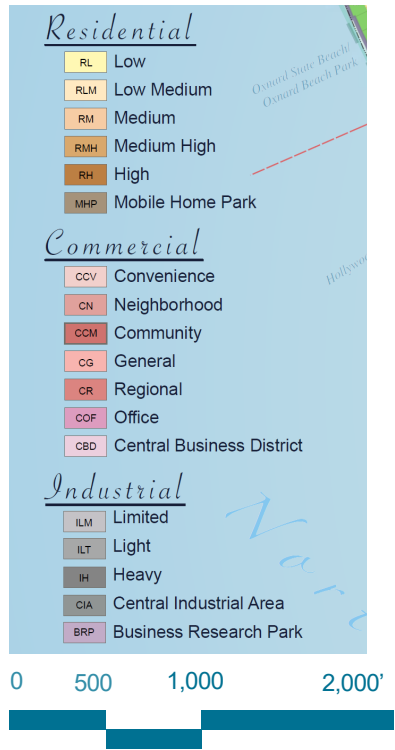 Residential
RL Low
RLM Low Medium
RM Medium
RMH Medium High
RH High
MHP Mobile Home Park
Oxnard State Beach/
Oxnard Beach Park
Commercial
CCV Convenience
CN Neighborhood
CCM Community
CG General
CR Regional
COF Office
CBD Central Business District
Industrial
ILM Limited
ILT Light
IH Heavy
CIA Central Industrial Area
BRP Business Research Park
0 500 1,000 2,000’